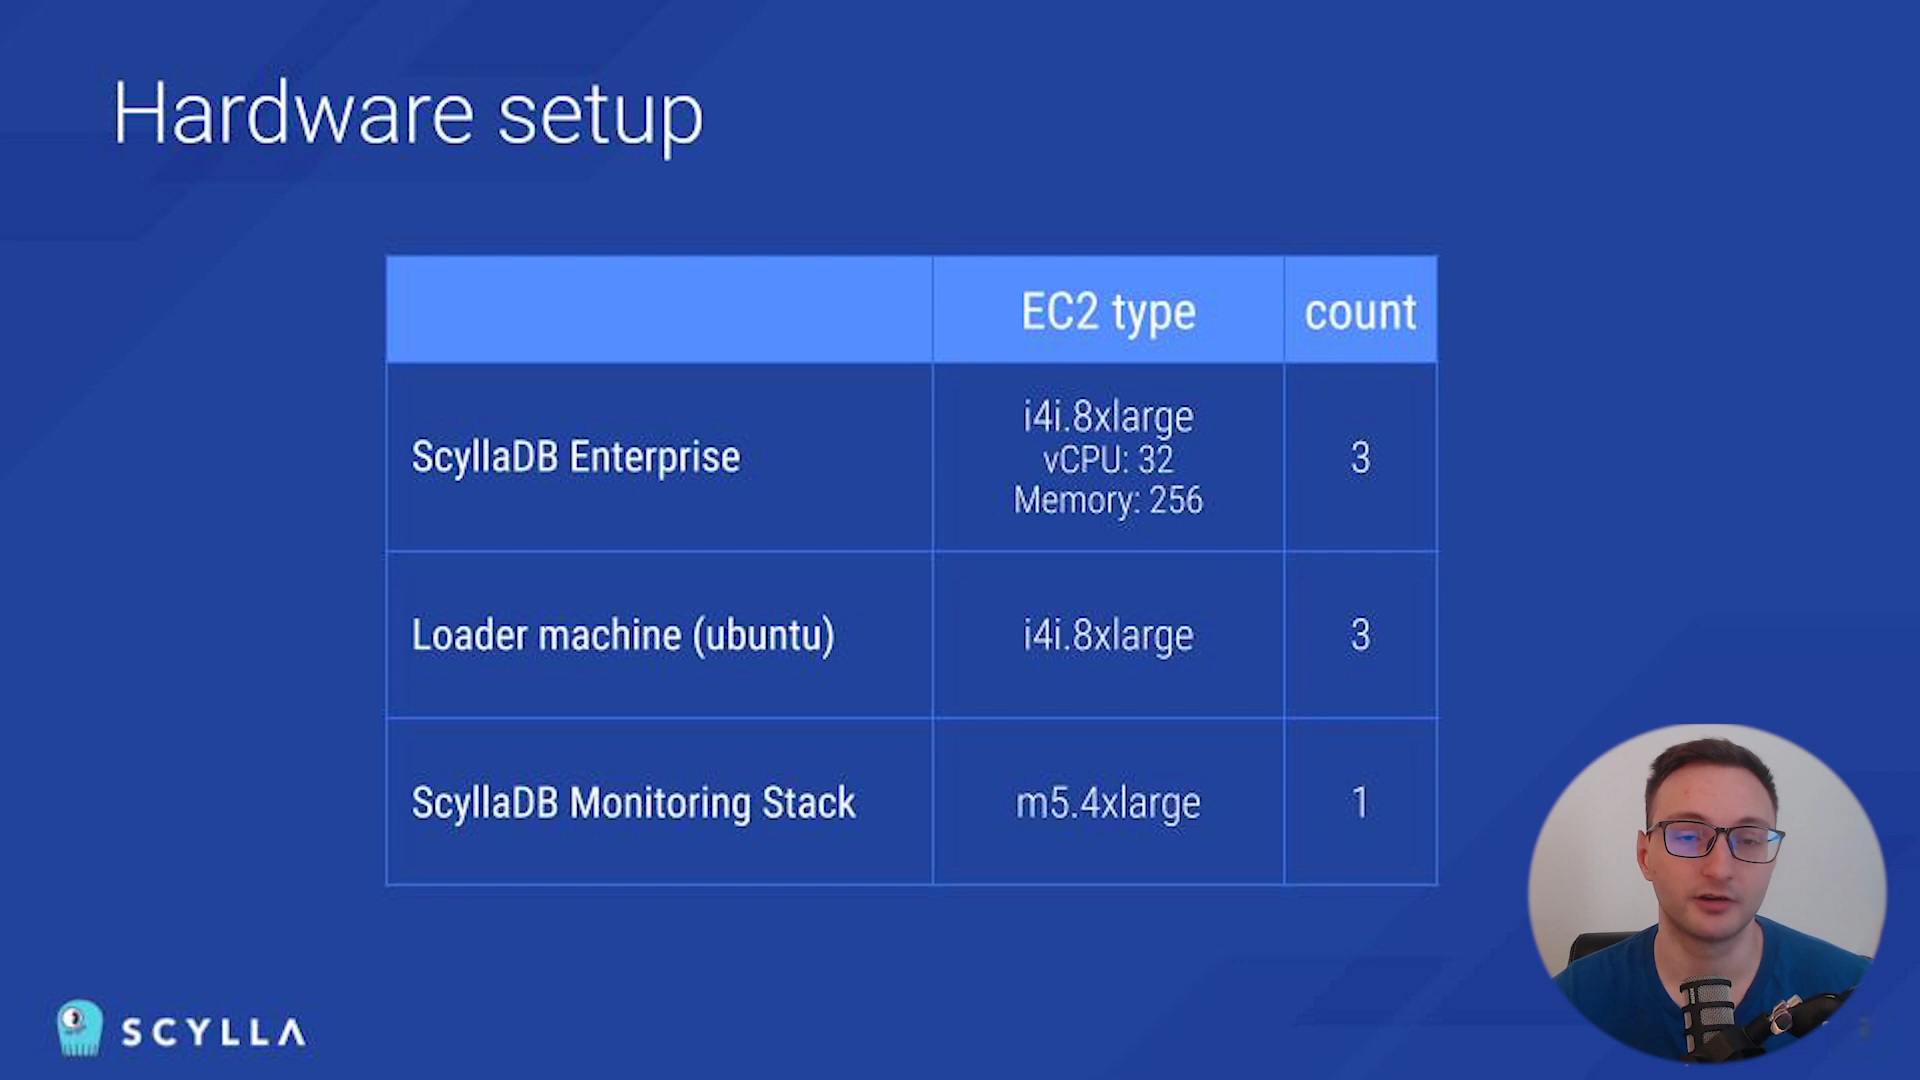 Hardware setup
EC2 type count
i4i.8xlarge
ScyllaDB Enterprise vCPU: 32 3
Memory: 256
Loader machine (ubuntu) i4i.8xlarge 3
ScyllaDB Monitoring Stack m5.4xlarge 1
SCYLLA